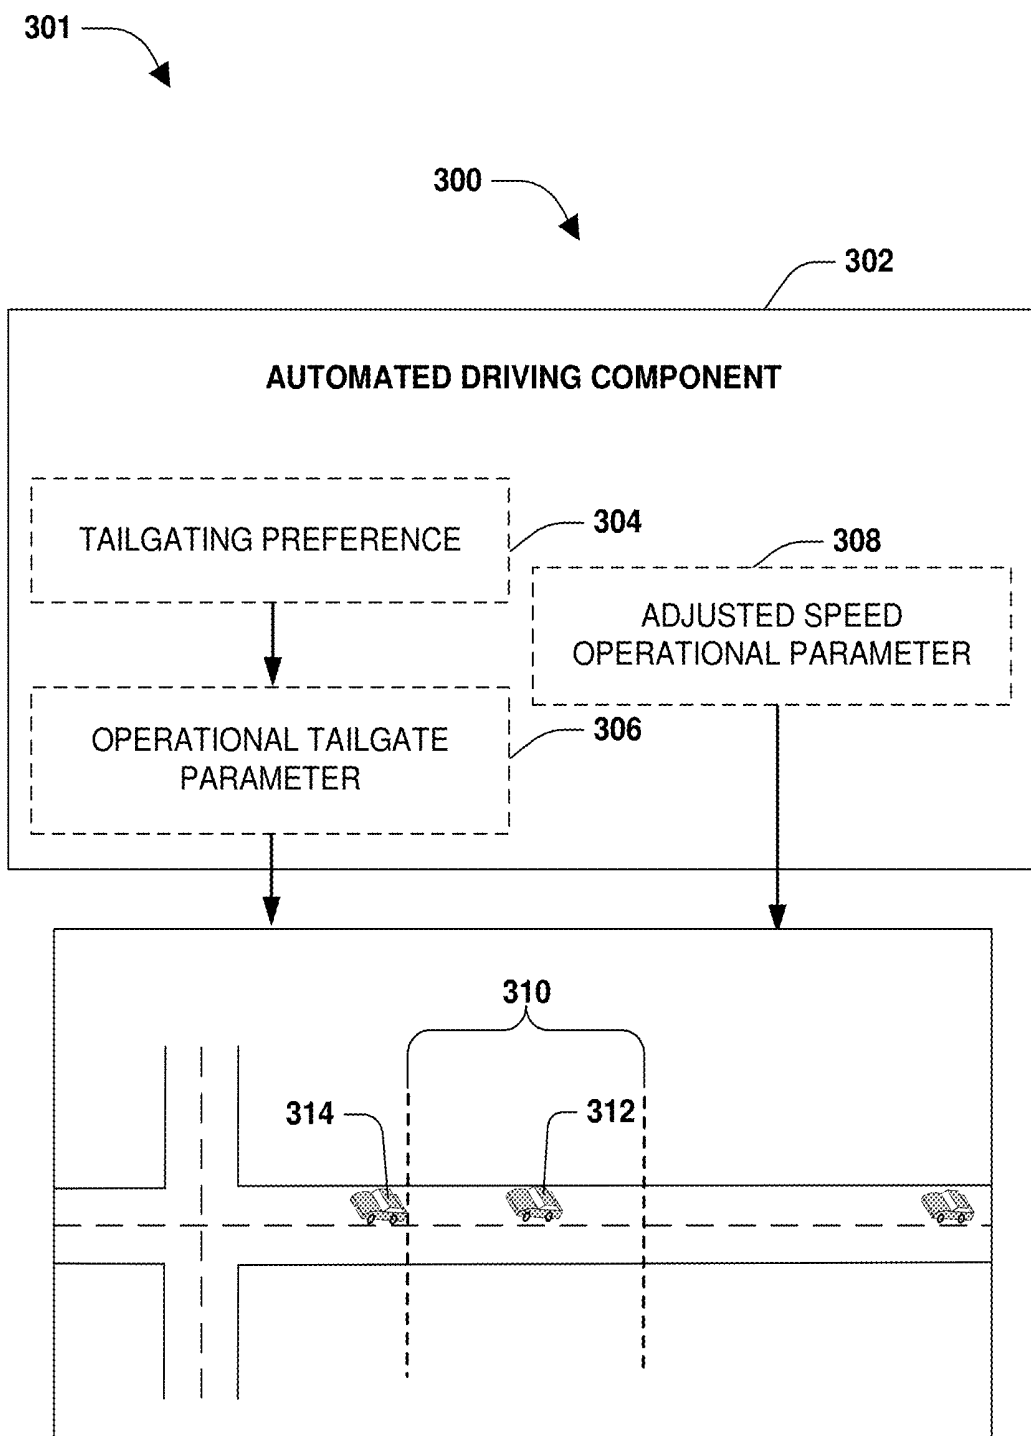 301
300
302
AUTOMATED DRIVING COMPONENT
TAILGATING PREFERENCE
304
308
ADJUSTED SPEED
OPERATIONAL PARAMETER
OPERATIONAL TAILGATE
PARAMETER
306
310
314
312